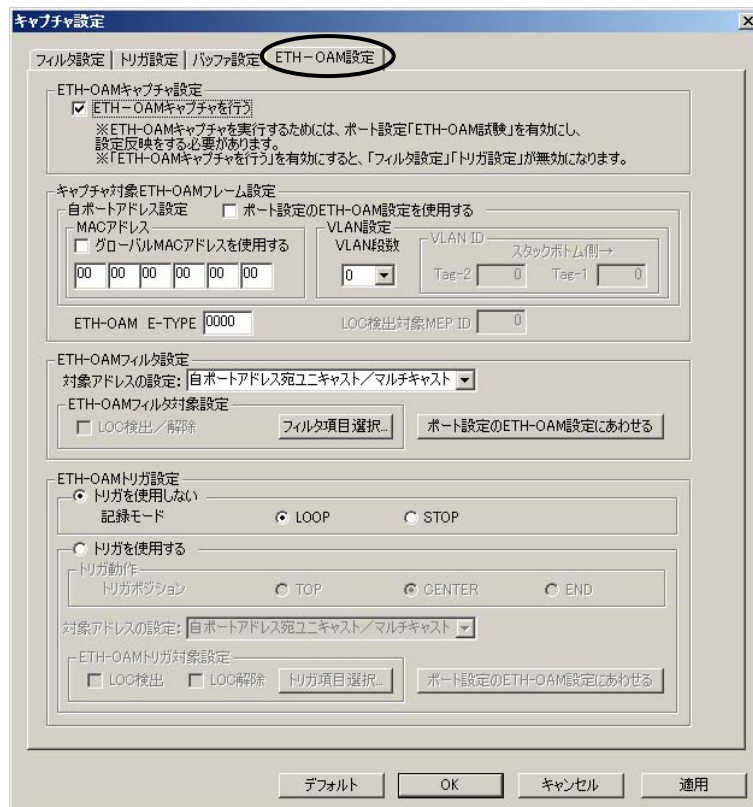 キャプチャ設定
フィルタ設定 トリガ設定 バッファ設定 ETH-OAM設定
ETH-OAMキャプチャ設定
ETH-OAMキャプチャを行う
※ETH-OAMキャプチャを実行するためには、ポート設定「ETH-OAM試験」を有効にし、
設定反映をする必要があります。
※「ETH-OAMキャプチャを行う」を有効にすると、「フィルタ設定」「トリガ設定」が無効になります。
キャプチャ対象ETH-OAMフレーム設定
自ポートアドレス設定 ポート設定のETH-OAM設定を使用する
MACアドレス VLAN設定
グローバルMACアドレスを使用する VLAN段数 VLAN ID スタックボトム側→
00 00 00 00 00 00 0 Tag-2 0 Tag-1 0
ETH-OAM E-TYPE 0000 LOC検出対象MEP ID 0
ETH-OAMフィルタ設定
対象アドレスの設定: 自ポートアドレス宛ユニキャスト/マルチキャスト
ETH-OAMフィルタ対象設定
LOC検出/解除 フィルタ項目選択... ポート設定のETH-OAM設定にあわせる
ETH-OAMトリガ設定
トリガを使用しない
記録モード LOOP STOP
トリガを使用する
トリガ動作
トリガポジション TOP CENTER END
対象アドレスの設定: 自ポートアドレス宛ユニキャスト/マルチキャスト
ETH-OAMトリガ対象設定
LOC検出 LOC解除 トリガ項目選択... ポート設定のETH-OAM設定にあわせる
デフォルト OK キャンセル 適用